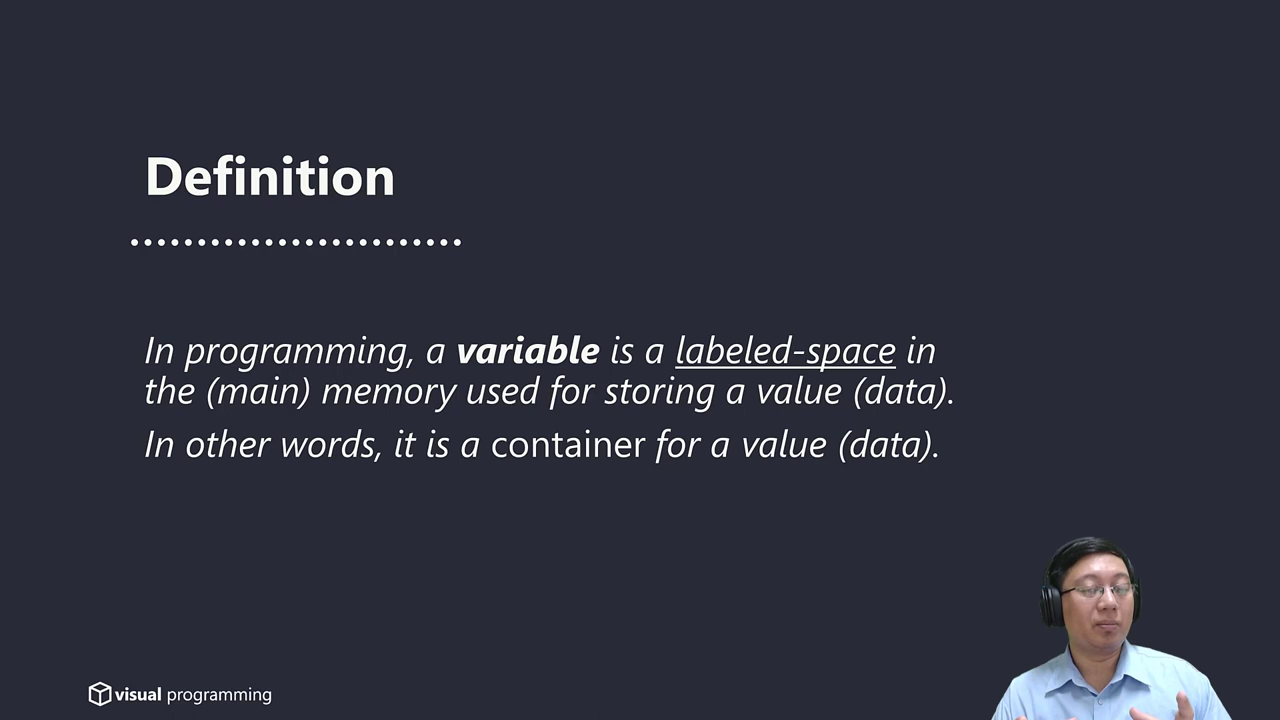 Definition
In programming, a variable is a labeled-space in
the (main) memory used for storing a value (data).
In other words, it is a container for a value (data).
visual programming